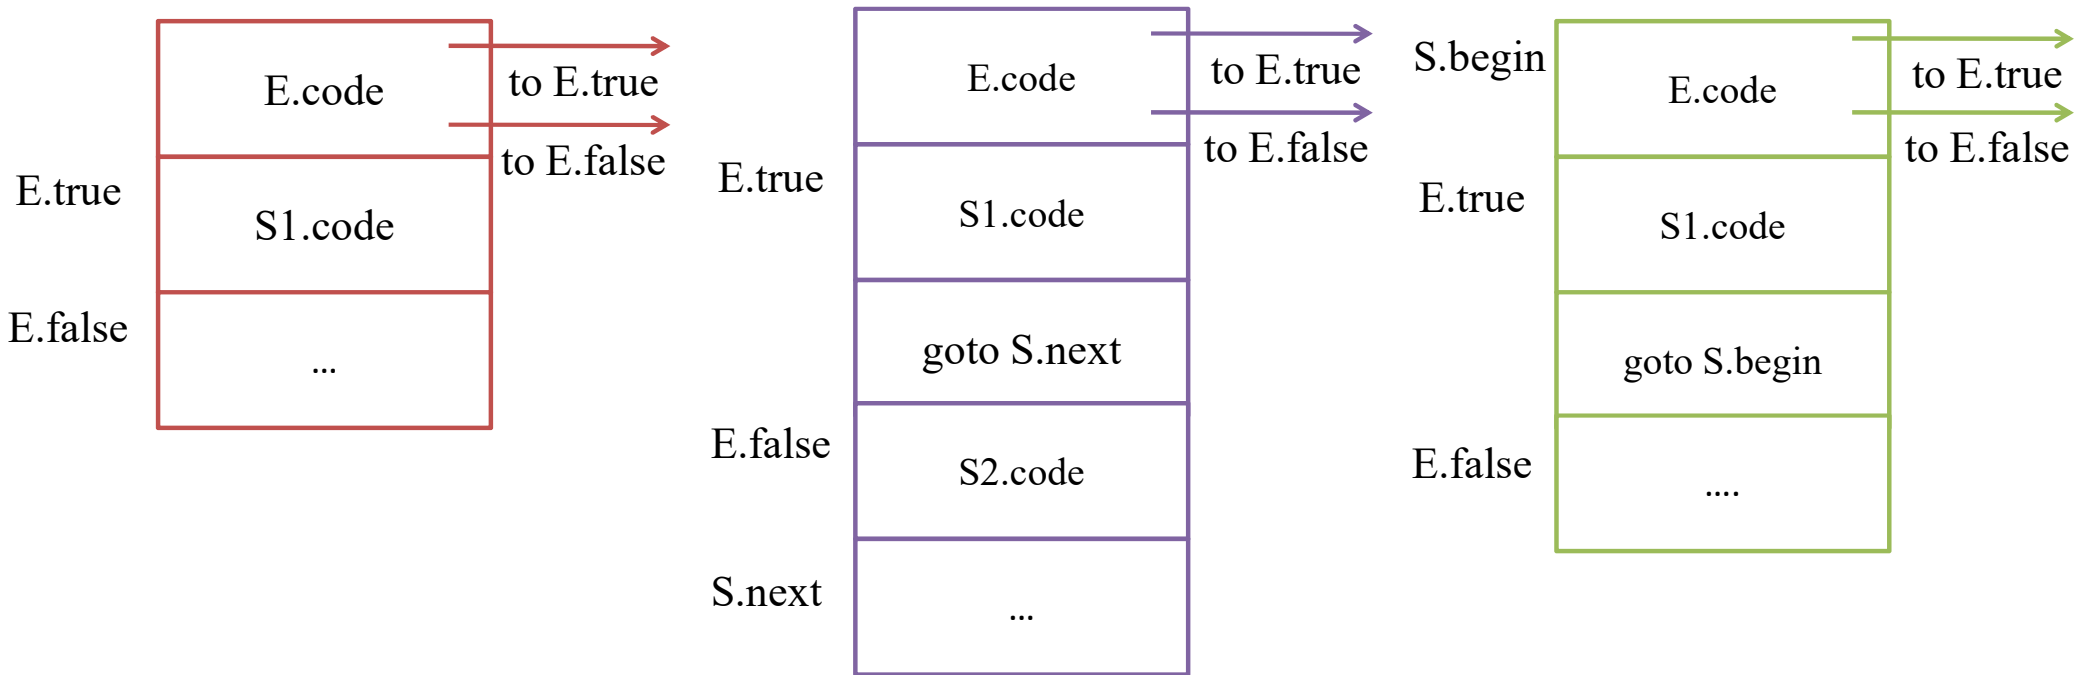 E.code
to E.true
to E.false
E.true
S1.code
E.false
...
E.code
to E.true
to E.false
E.true
S1.code
goto S.next
E.false
S2.code
S.next
...
S.begin
E.code
to E.true
to E.false
E.true
S1.code
goto S.begin
E.false
....